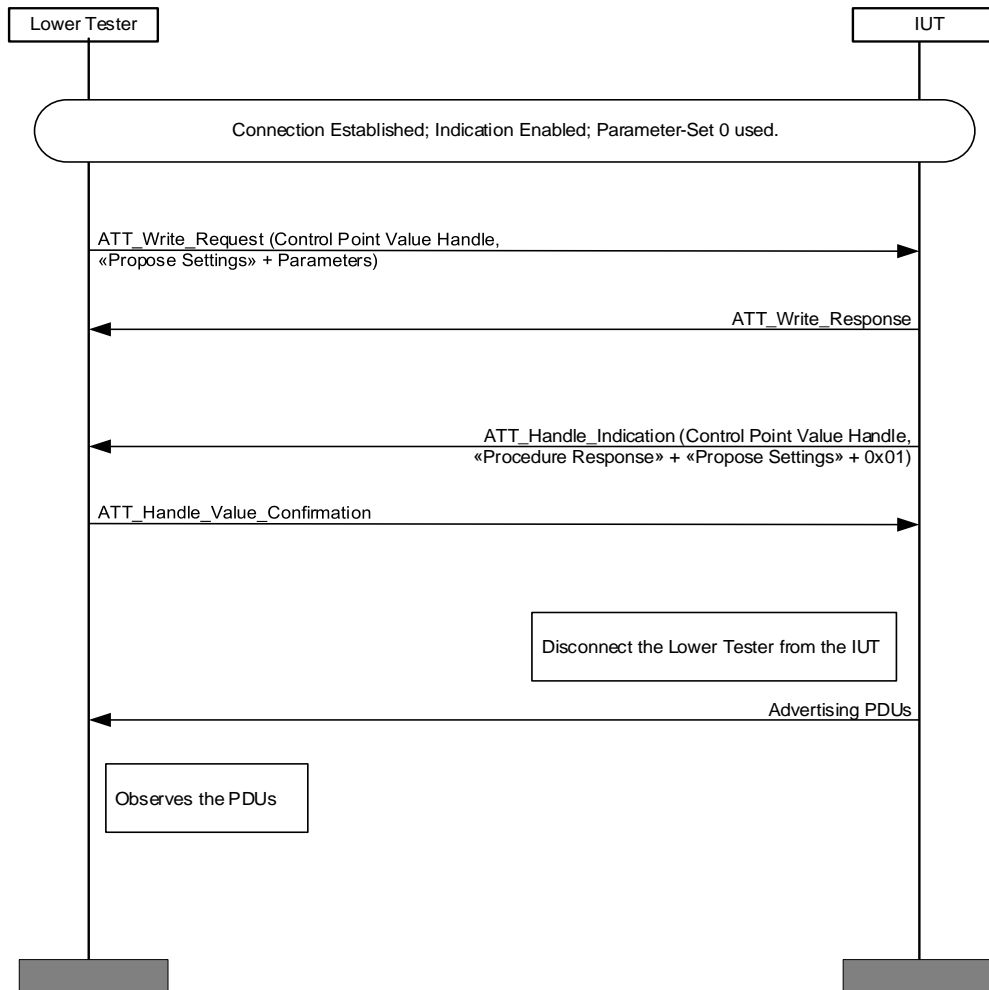 Lower Tester
IUT
Connection Established; Indication Enabled; Parameter-Set 0 used.
ATT_Write_Request (Control Point Value Handle,
«Propose Settings» + Parameters)
ATT_Write_Response
ATT_Handle_Indication (Control Point Value Handle,
«Procedure Response» + «Propose Settings» + 0x01)
ATT_Handle_Value_Confirmation
Disconnect the Lower Tester from the IUT
Advertising PDUs
Observes the PDUs